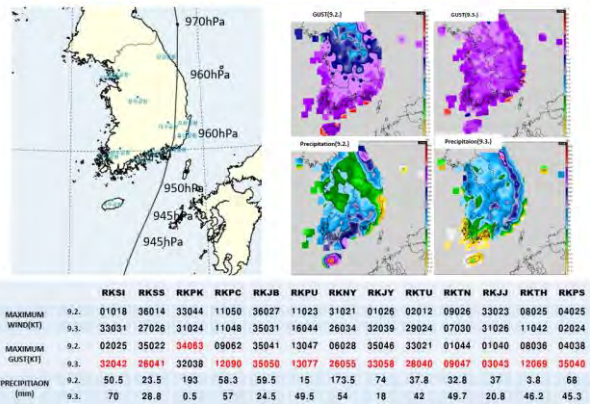 970hPa
960hPa
960hPa
950hPa
945hPa
945hPa
GUST(9.2.)
GUST(9.3.)
Precipitation(9.2.)
Precipitaion(9.3.)
RKSI RKSS RKPK RKPC RKJB RKPU RKNY RKJY RKTU RKTN RKJJ RKTH RKPS
MAXIMUM WIND(KT)
9.2. 01018 36014 33044 11050 36027 11023 31021 01026 02012 09026 33023 08025 04025
9.3. 33031 27026 31024 11048 35031 16044 26034 32039 29024 07030 31026 11042 02024
MAXIMUM GUST(KT)
9.2. 02025 35022 34063 09062 35041 13047 06028 35046 33021 01044 01040 08036 04038
9.3. 32042 26041 32038 12090 35050 13077 26055 33058 28040 09047 03043 12069 35040
PRECIPITIAON (mm)
9.2. 50.5 23.5 193 58.3 59.5 15 173.5 74 37.8 32.8 37 3.8 68
9.3. 70 28.8 0.5 57 24.5 49.5 54 18 42 49.7 20.8 46.2 45.3